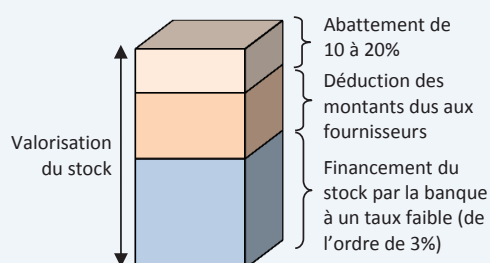 Abattement de
10 à 20%
Déduction des
montants dus aux
fournisseurs
Valorisation
du stock
Financement du
stock par la banque
à un taux faible (de
l’ordre de 3%)